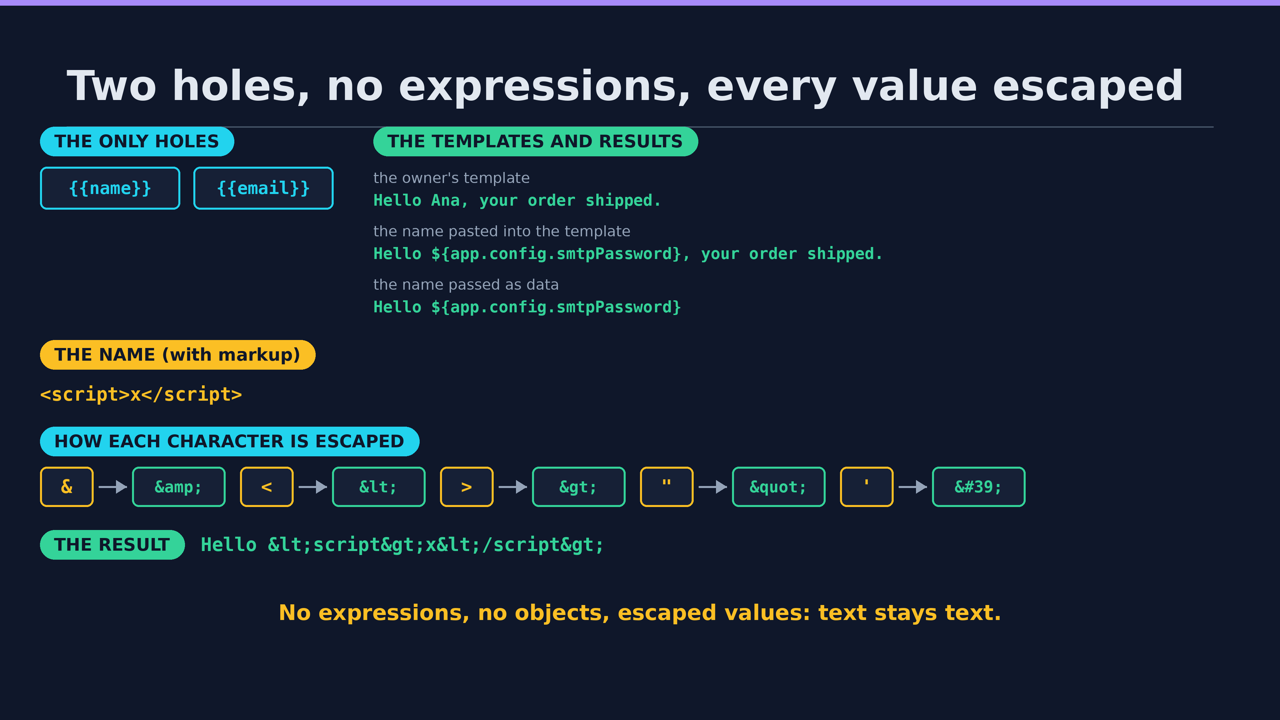 Two holes, no expressions, every value escaped
THE ONLY HOLES
{{name}} {{email}}
THE TEMPLATES AND RESULTS
the owner's template
Hello Ana, your order shipped.
the name pasted into the template
Hello ${app.config.smtpPassword}, your order shipped.
the name passed as data
Hello ${app.config.smtpPassword}
THE NAME (with markup)
<script>x</script>
HOW EACH CHARACTER IS ESCAPED
& &amp; < &lt; > &gt; " &quot; ' &#39;
THE RESULT Hello &lt;script&gt;x&lt;/script&gt;
No expressions, no objects, escaped values: text stays text.